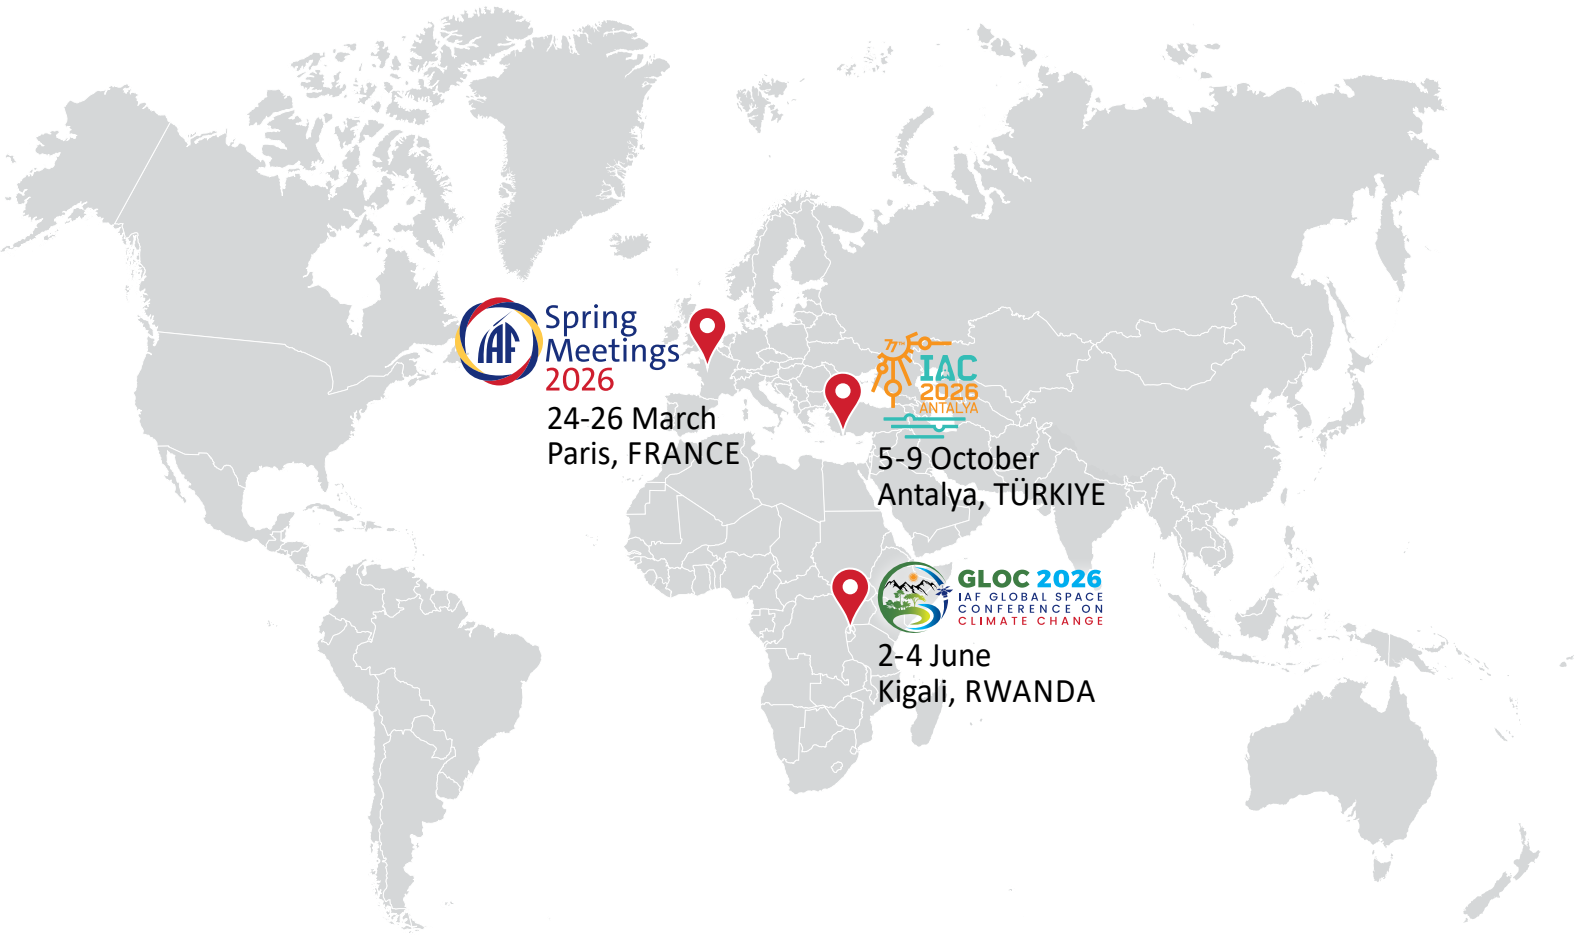 IAF
Spring
Meetings
2026
24-26 March
Paris, FRANCE
77
IAC
2026
ANTALYA
5-9 October
Antalya, TÜRKIYE
GLOC 2026
IAF GLOBAL SPACE
CONFERENCE ON
CLIMATE CHANGE
2-4 June
Kigali, RWANDA